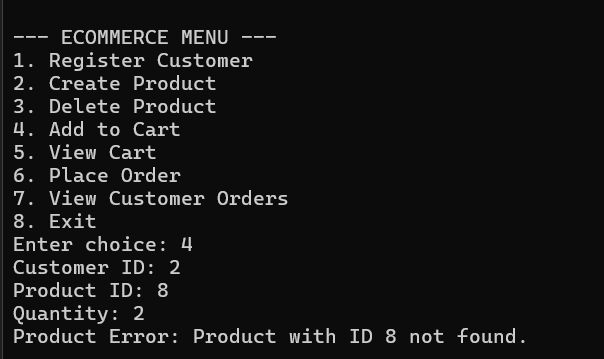 --- ECOMMERCE MENU ---
1. Register Customer
2. Create Product
3. Delete Product
4. Add to Cart
5. View Cart
6. Place Order
7. View Customer Orders
8. Exit
Enter choice: 4
Customer ID: 2
Product ID: 8
Quantity: 2
Product Error: Product with ID 8 not found.